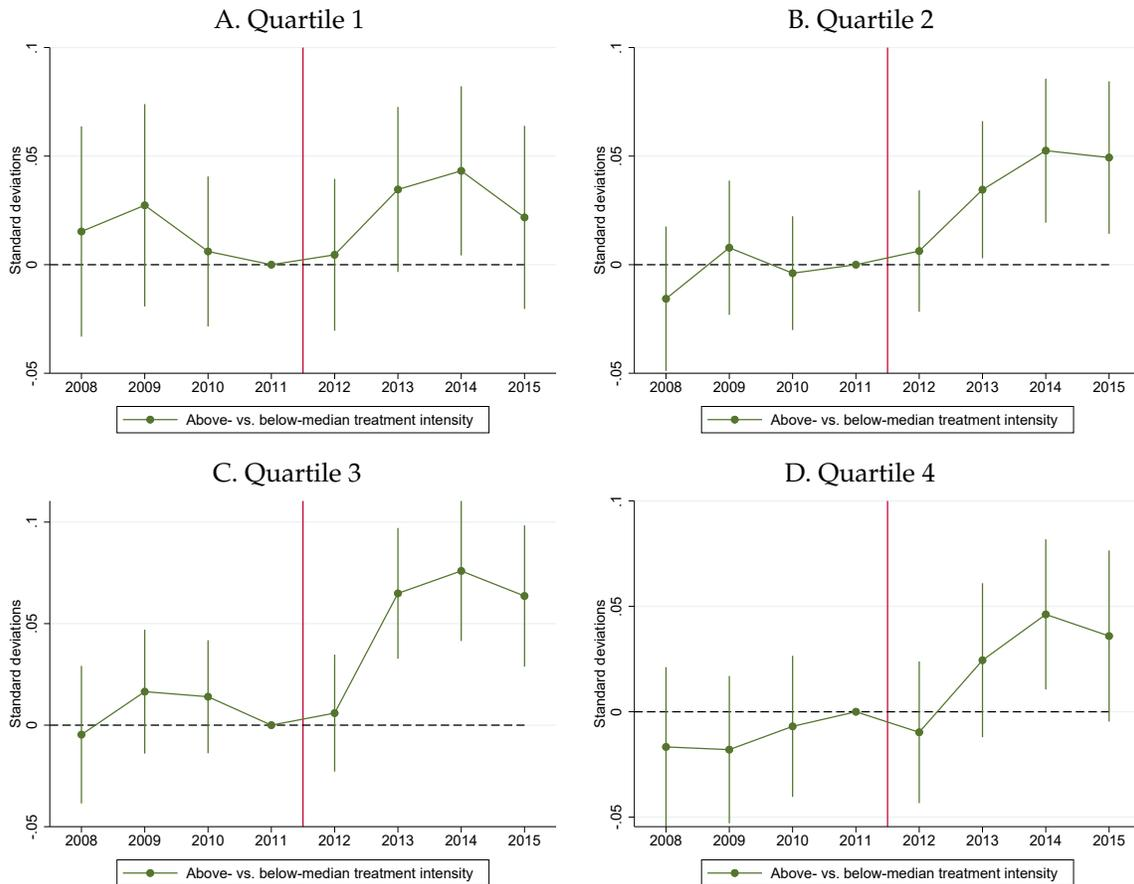 A. Quartile 1
Standard deviations
.1
.05
0
-.05
2008 2009 2010 2011 2012 2013 2014 2015
Above- vs. below-median treatment intensity
B. Quartile 2
Standard deviations
.1
.05
0
-.05
2008 2009 2010 2011 2012 2013 2014 2015
Above- vs. below-median treatment intensity
C. Quartile 3
Standard deviations
.1
.05
0
-.05
2008 2009 2010 2011 2012 2013 2014 2015
Above- vs. below-median treatment intensity
D. Quartile 4
Standard deviations
.1
.05
0
-.05
2008 2009 2010 2011 2012 2013 2014 2015
Above- vs. below-median treatment intensity